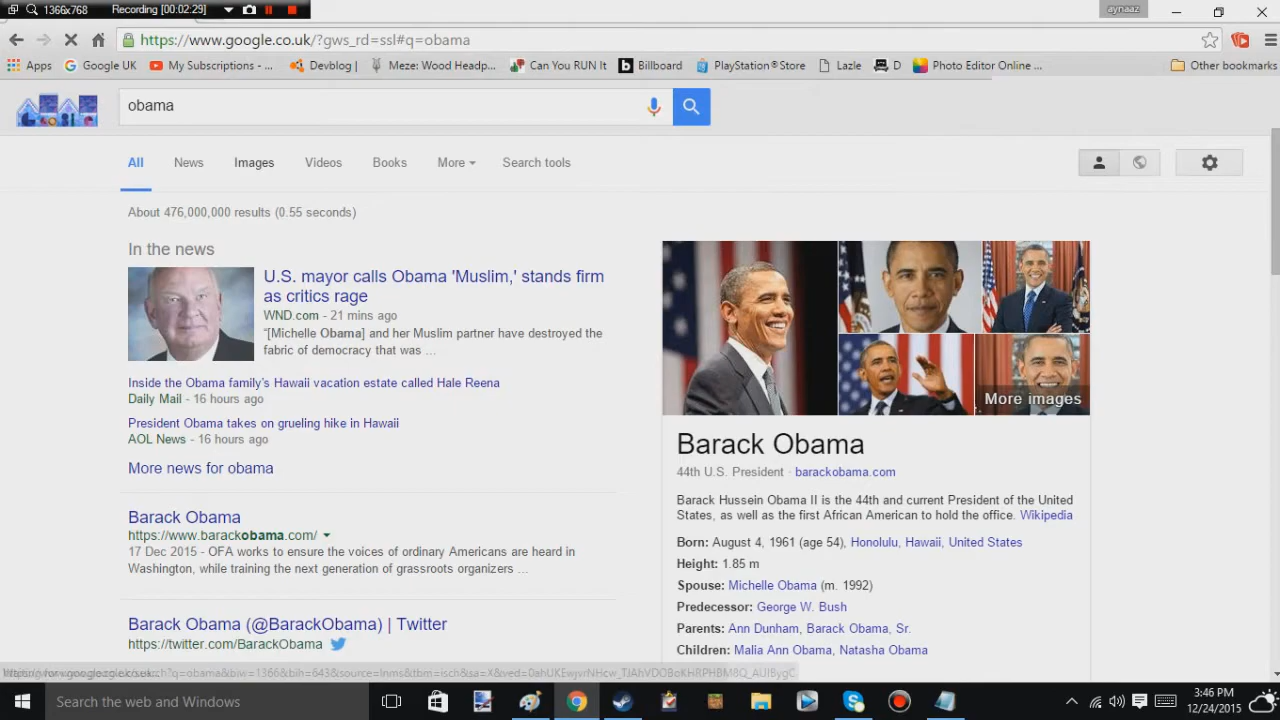 1366x768 Recording [00:02:29]
aynaaz
https://www.google.co.uk/?gws_rd=ssl#q=obama
Apps Google UK My Subscriptions - ... Devblog | Meze: Wood Headp... Can You RUN It Billboard PlayStation®Store Lazle D Photo Editor Online ... Other bookmarks
Google
obama
All News Images Videos Books More Search tools
About 476,000,000 results (0.55 seconds)
In the news
U.S. mayor calls Obama 'Muslim,' stands firm
as critics rage
WND.com - 21 mins ago
“[Michelle Obama] and her Muslim partner have destroyed the
fabric of democracy that was ...
Inside the Obama family's Hawaii vacation estate called Hale Reena
Daily Mail - 16 hours ago
President Obama takes on grueling hike in Hawaii
AOL News - 16 hours ago
More news for obama
Barack Obama
https://www.barackobama.com/
17 Dec 2015 - OFA works to ensure the voices of ordinary Americans are heard in
Washington, while training the next generation of grassroots organizers ...
Barack Obama (@BarackObama) | Twitter
https://twitter.com/BarackObama
More images
Barack Obama
44th U.S. President · barackobama.com
Barack Hussein Obama II is the 44th and current President of the United
States, as well as the first African American to hold the office. Wikipedia
Born: August 4, 1961 (age 54), Honolulu, Hawaii, United States
Height: 1.85 m
Spouse: Michelle Obama (m. 1992)
Predecessor: George W. Bush
Parents: Ann Dunham, Barack Obama, Sr.
Children: Malia Ann Obama, Natasha Obama
Search the web and Windows
3:46 PM
12/24/2015